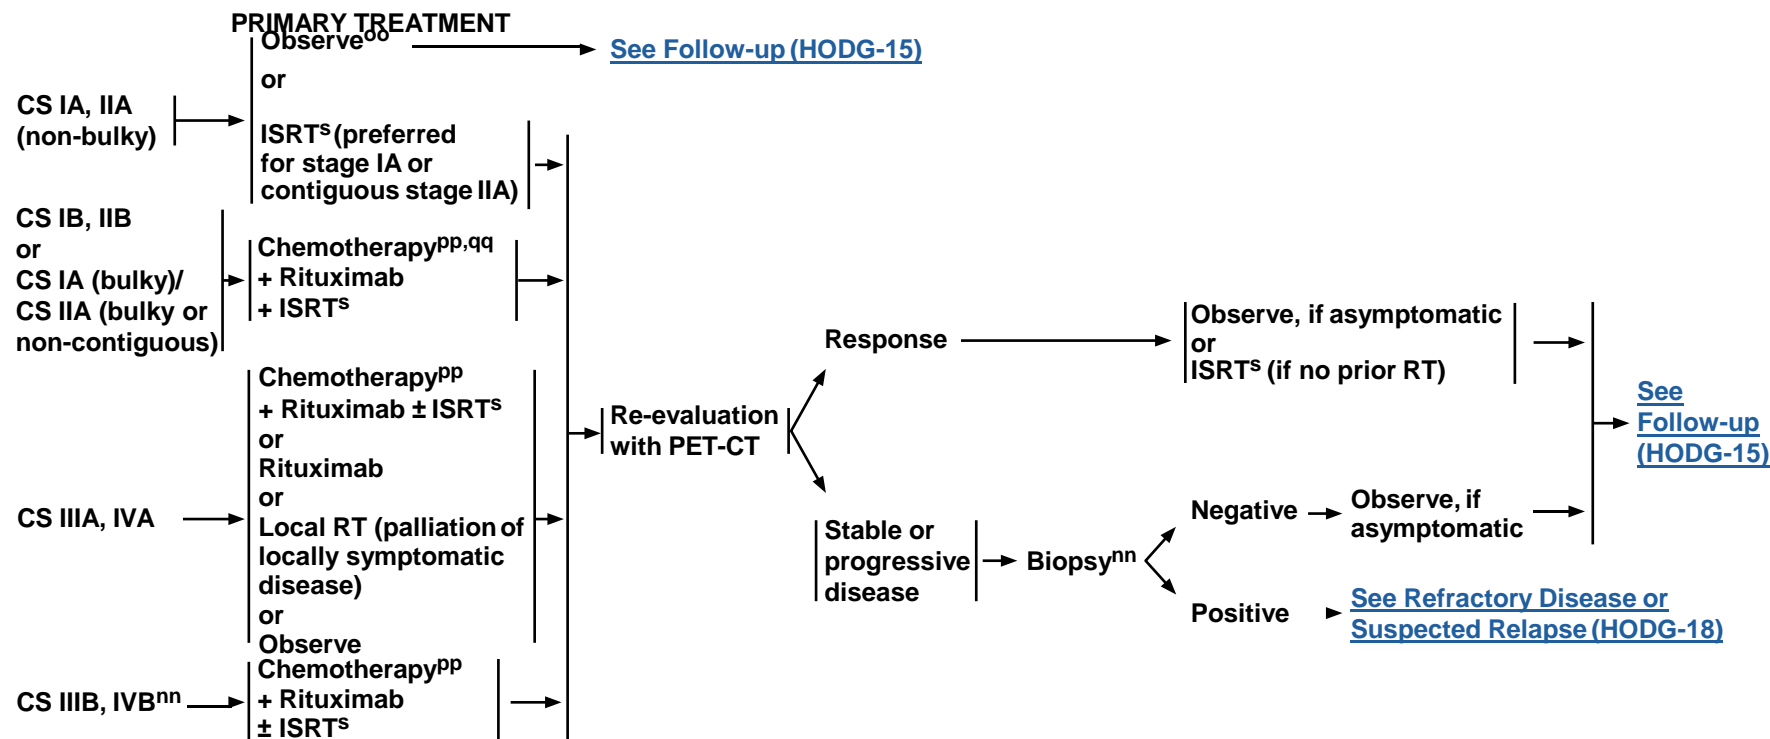 PRIMARY TREATMENT
Observeᵒᵒ
See Follow-up (HODG-15)
or
CS IA, IIA
(non-bulky)
ISRTˢ (preferred
for stage IA or
contiguous stage IIA)
CS IB, IIB
or
CS IA (bulky)/
CS IIA (bulky or
non-contiguous)
Chemotherapyᵖᵖ,qq
+ Rituximab
+ ISRTˢ
Chemotherapyᵖᵖ
+ Rituximab ± ISRTˢ
or
Rituximab
or
Local RT (palliation of
locally symptomatic
disease)
or
Observe
CS IIIA, IVA
Chemotherapyᵖᵖ
+ Rituximab
± ISRTˢ
CS IIIB, IVBⁿⁿ
Re-evaluation
with PET-CT
Response
Observe, if asymptomatic
or
ISRTˢ (if no prior RT)
Stable or
progressive
disease
Biopsyⁿⁿ
Negative
Observe, if
asymptomatic
Positive
See Refractory Disease or
Suspected Relapse (HODG-18)
See
Follow-up
(HODG-15)